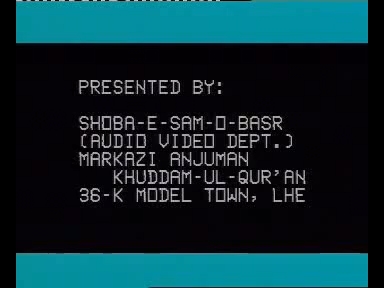 PRESENTED BY:
SHOBA-E-SAM-O-BASR
(AUDIO VIDEO DEPT.)
MARKAZI ANJUMAN
KHUDDAM-UL-QUR'AN
36-K MODEL TOWN, LHE